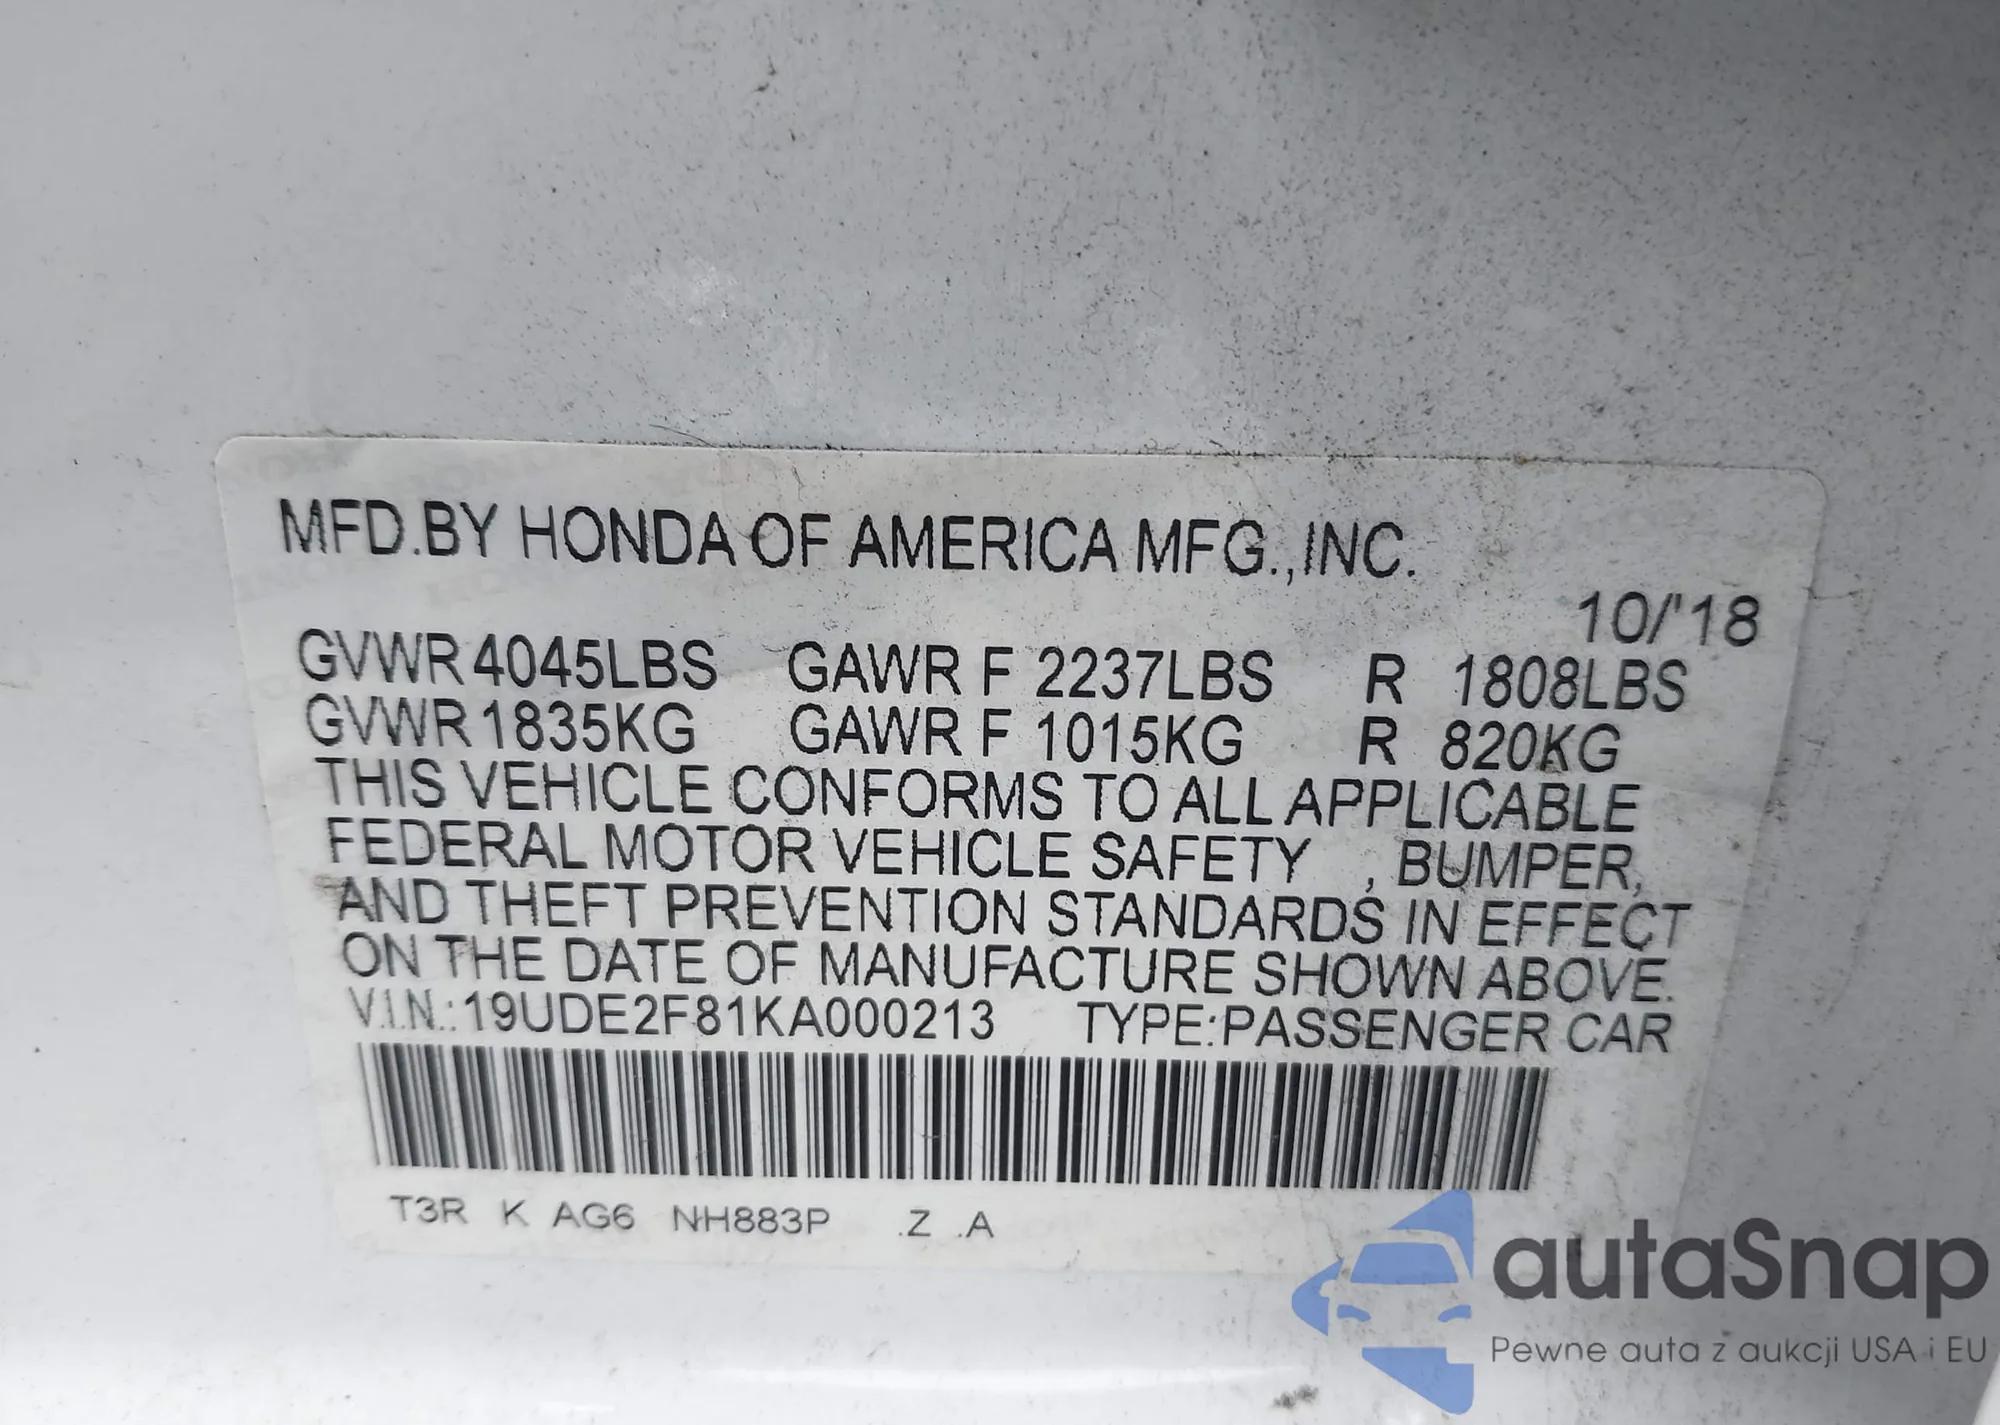 MFD.BY HONDA OF AMERICA MFG.,INC.
10/'18
GVWR 4045LBS GAWR F 2237LBS R 1808LBS
GVWR 1835KG GAWR F 1015KG R 820KG
THIS VEHICLE CONFORMS TO ALL APPLICABLE
FEDERAL MOTOR VEHICLE SAFETY , BUMPER,
AND THEFT PREVENTION STANDARDS IN EFFECT
ON THE DATE OF MANUFACTURE SHOWN ABOVE.
V.I.N.:19UDE2F81KA000213 TYPE:PASSENGER CAR
T3R K AG6 NH883P .Z .A
autaSnap
Pewne auta z aukcji USA i EU